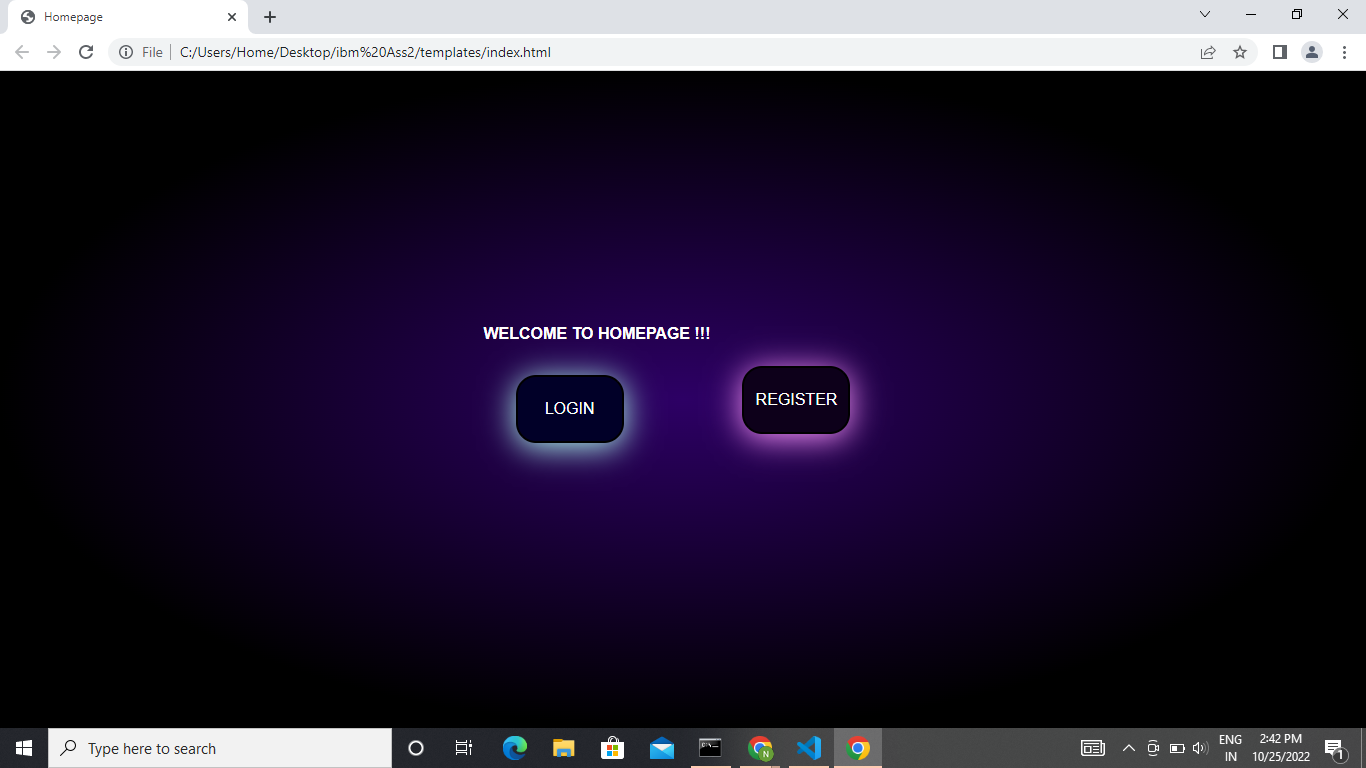 Homepage
File
C:/Users/Home/Desktop/ibm%20Ass2/templates/index.html
WELCOME TO HOMEPAGE !!!
LOGIN
REGISTER
Type here to search
N
ENG
IN
2:42 PM
10/25/2022
1